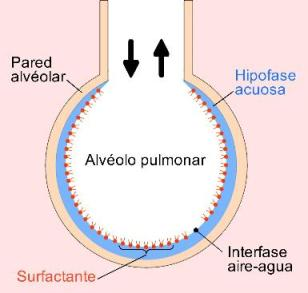 Pared
alvéolar
Hipofase
acuosa
Alvéolo pulmonar
Interfase
aire-agua
Surfactante